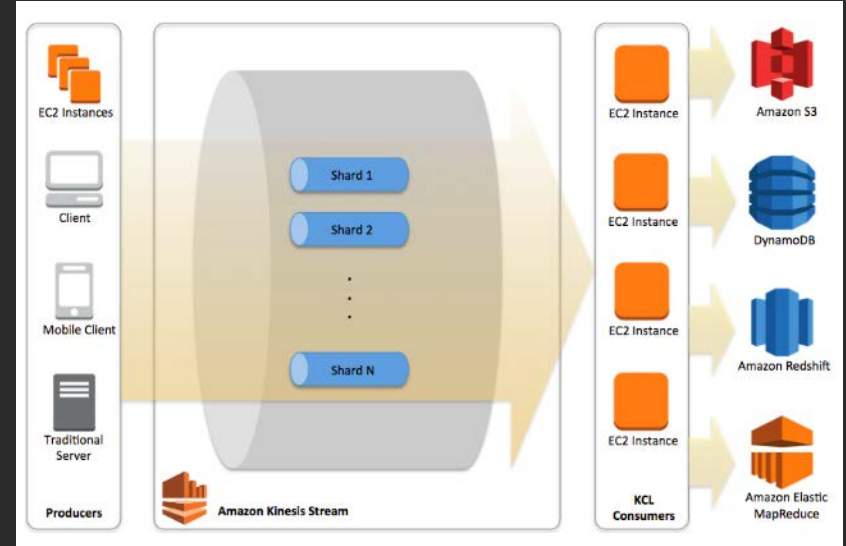 EC2 Instances
Client
Mobile Client
Traditional
Server
Producers
Shard 1
Shard 2
Shard N
Amazon Kinesis Stream
EC2 Instance
EC2 Instance
EC2 Instance
EC2 Instance
KCL
Consumers
Amazon S3
DynamoDB
Amazon Redshift
Amazon Elastic
MapReduce